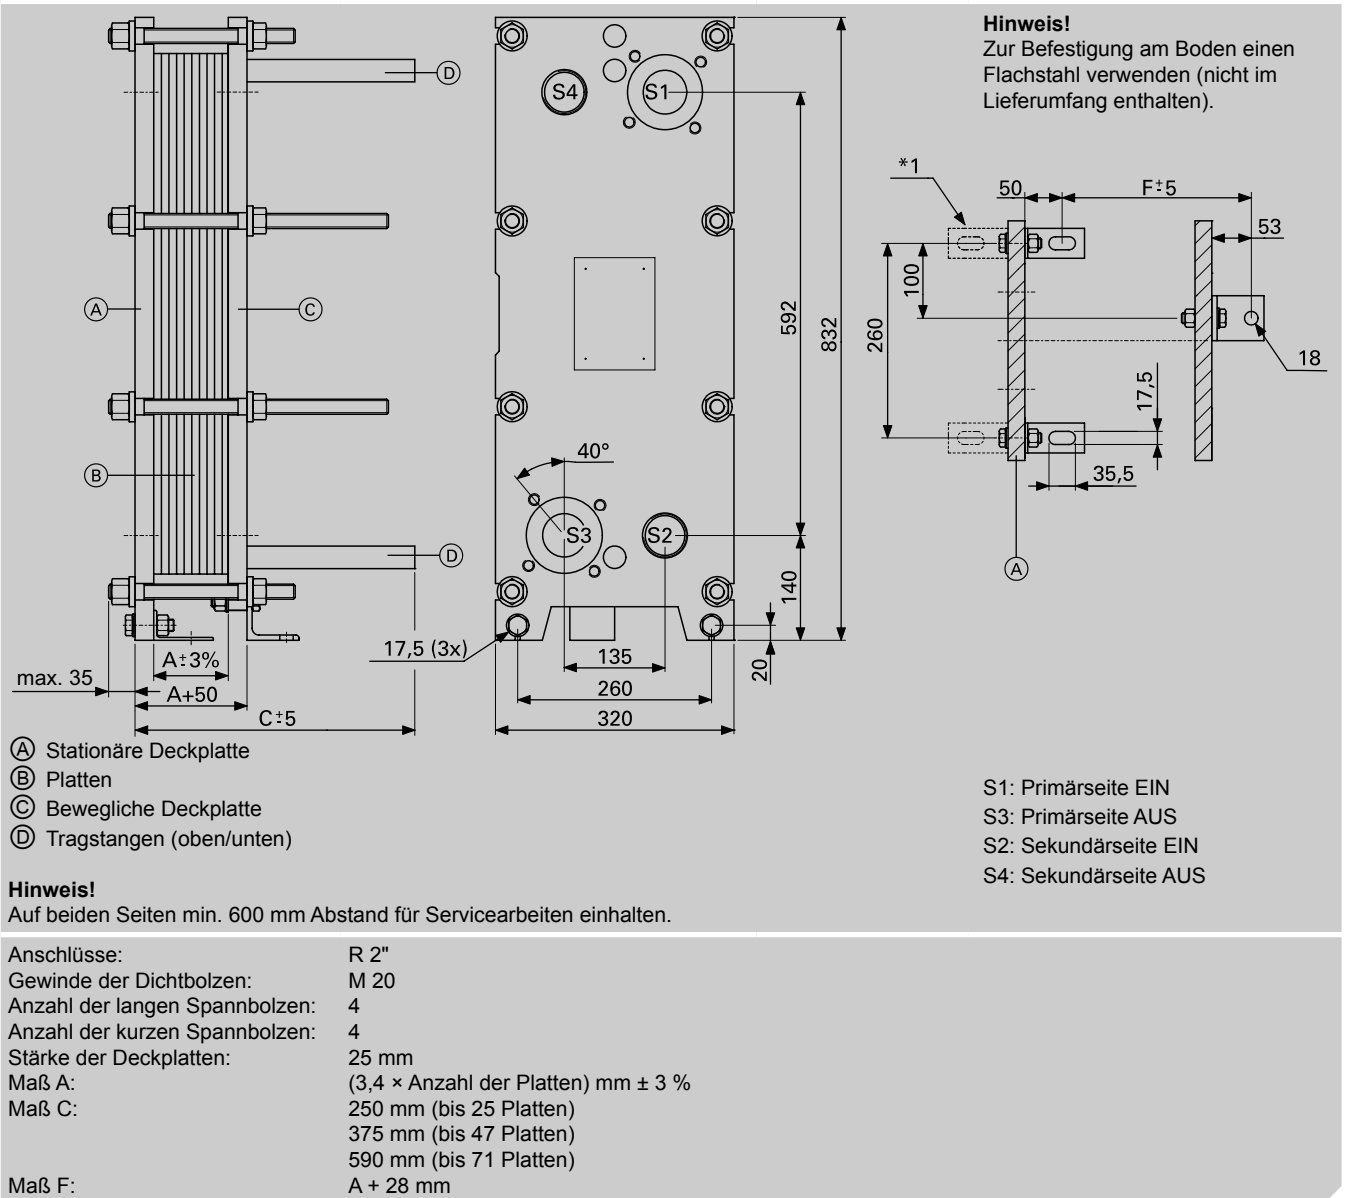 Hinweis!
Zur Befestigung am Boden einen
Flachstahl verwenden (nicht im
Lieferumfang enthalten).
D
S4
S1
*1
50
F±5
53
A
C
592
832
100
260
18
17,5
B
40°
35,5
S3
S2
D
A
140
17,5 (3x)
A±3%
135
20
max. 35
A+50
260
C±5
320
A Stationäre Deckplatte
B Platten
C Bewegliche Deckplatte
D Tragstangen (oben/unten)
S1: Primärseite EIN
S3: Primärseite AUS
S2: Sekundärseite EIN
S4: Sekundärseite AUS
Hinweis!
Auf beiden Seiten min. 600 mm Abstand für Servicearbeiten einhalten.
Anschlüsse: R 2"
Gewinde der Dichtbolzen: M 20
Anzahl der langen Spannbolzen: 4
Anzahl der kurzen Spannbolzen: 4
Stärke der Deckplatten: 25 mm
Maß A: (3,4 × Anzahl der Platten) mm ± 3 %
Maß C: 250 mm (bis 25 Platten)
375 mm (bis 47 Platten)
590 mm (bis 71 Platten)
Maß F: A + 28 mm